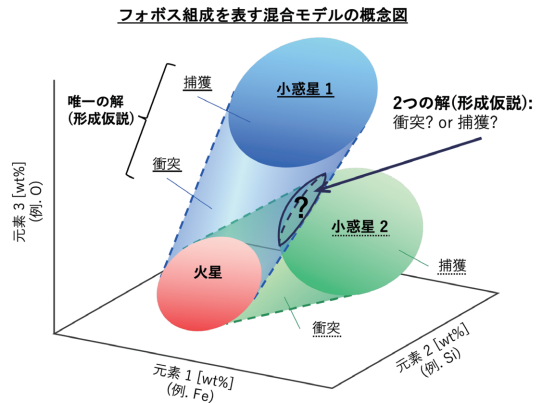 フォボス組成を表す混合モデルの概念図
捕獲
小惑星 1
唯一の解
(形成仮説)
2つの解(形成仮説):
衝突? or 捕獲?
衝突
元素 3 [wt%]
(例. O)
?
小惑星 2
火星
捕獲
衝突
元素 1 [wt%]
(例. Fe)
元素 2 [wt%]
(例. Si)